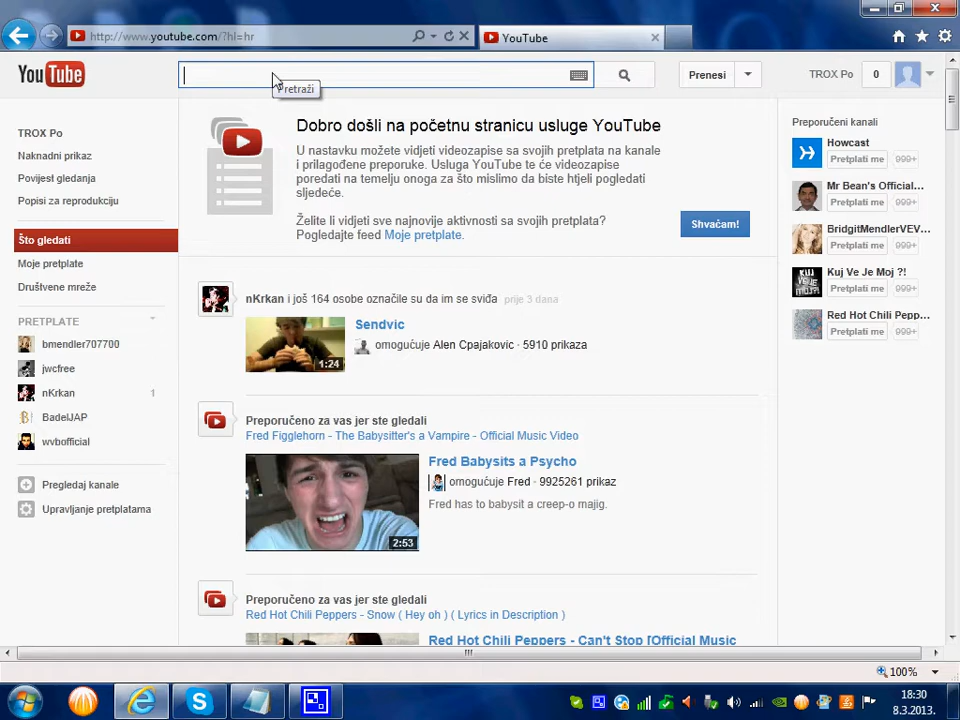 http://www.youtube.com/?hl=hr
YouTube
YouTube
Pretraži
Prenesi
TROX Po
0
TROX Po
Naknadni prikaz
Povijest gledanja
Popisi za reprodukciju
Što gledati
Moje pretplate
Društvene mreže
PRETPLATE
bmendler707700
jwcfree
nKrkan
1
BadelJAP
wvbofficial
Pregledaj kanale
Upravljanje pretplatama
Dobro došli na početnu stranicu usluge YouTube
U nastavku možete vidjeti videozapise sa svojih pretplata na kanale
i prilagođene preporuke. Usluga YouTube te će videozapise
poredati na temelju onoga za što mislimo da biste htjeli pogledati
sljedeće.
Želite li vidjeti sve najnovije aktivnosti sa svojih pretplata?
Pogledajte feed Moje pretplate.
Shvaćam!
nKrkan i još 164 osobe označile su da im se sviđa prije 3 dana
Sendvic
omogućuje Alen Cpajakovic · 5910 prikaza
1:24
Preporučeno za vas jer ste gledali
Fred Figglehorn - The Babysitter's a Vampire - Official Music Video
Fred Babysits a Psycho
omogućuje Fred · 9925261 prikaz
Fred has to babysit a creep-o majig.
2:53
Preporučeno za vas jer ste gledali
Red Hot Chili Peppers - Snow ( Hey oh ) ( Lyrics in Description )
Red Hot Chili Peppers - Can't Stop [Official Music
Preporučeni kanali
Howcast
Pretplati me 999+
Mr Bean's Official...
Pretplati me 999+
BridgitMendlerVEV...
Pretplati me 999+
Kuj Ve Je Moj ?!
Pretplati me 999+
Red Hot Chili Pepp...
Pretplati me 999+
100%
18:30
8.3.2013.